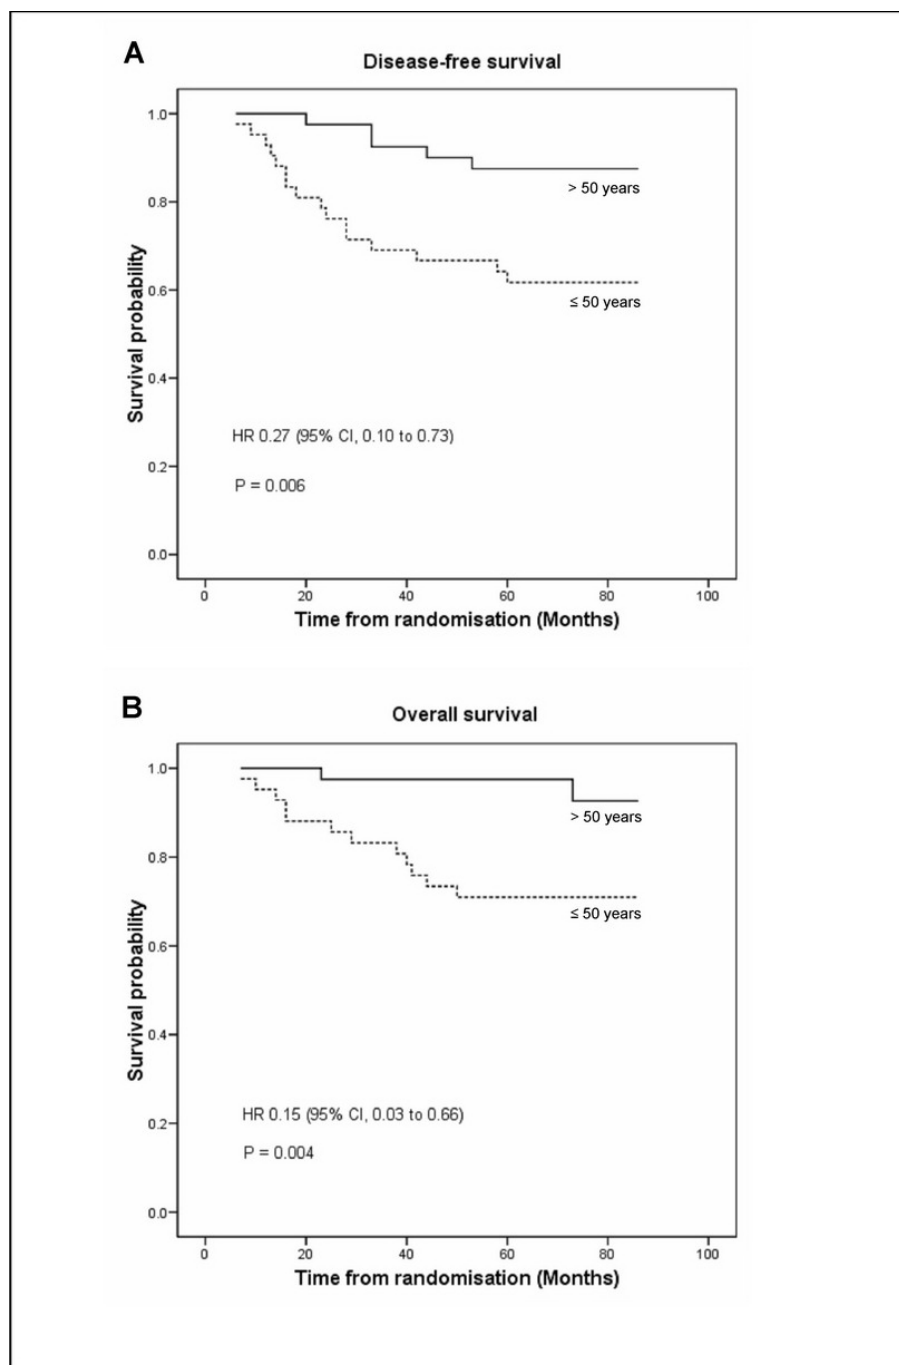 A
Disease-free survival
Survival probability
1.0
0.8
0.6
0.4
0.2
0.0
> 50 years
≤ 50 years
HR 0.27 (95% CI, 0.10 to 0.73)
P = 0.006
0 20 40 60 80 100
Time from randomisation (Months)
B
Overall survival
Survival probability
1.0
0.8
0.6
0.4
0.2
0.0
> 50 years
≤ 50 years
HR 0.15 (95% CI, 0.03 to 0.66)
P = 0.004
0 20 40 60 80 100
Time from randomisation (Months)